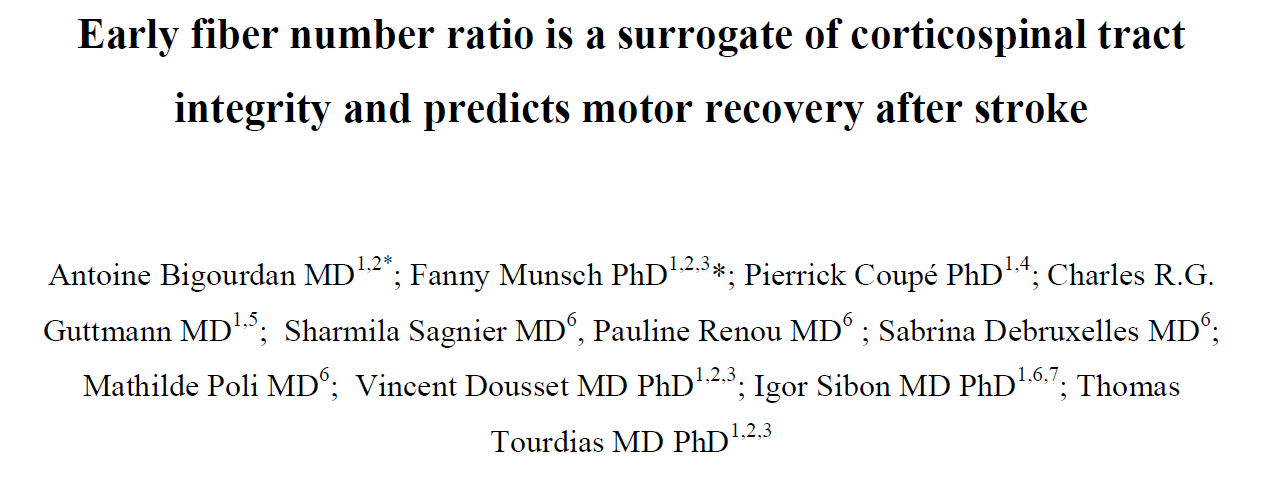 Early fiber number ratio is a surrogate of corticospinal tract
integrity and predicts motor recovery after stroke
Antoine Bigourdan MD1,2*; Fanny Munsch PhD1,2,3*; Pierrick Coupé PhD1,4; Charles R.G.
Guttmann MD1,5; Sharmila Sagnier MD6, Pauline Renou MD6 ; Sabrina Debruxelles MD6;
Mathilde Poli MD6; Vincent Dousset MD PhD1,2,3; Igor Sibon MD PhD1,6,7; Thomas
Tourdias MD PhD1,2,3